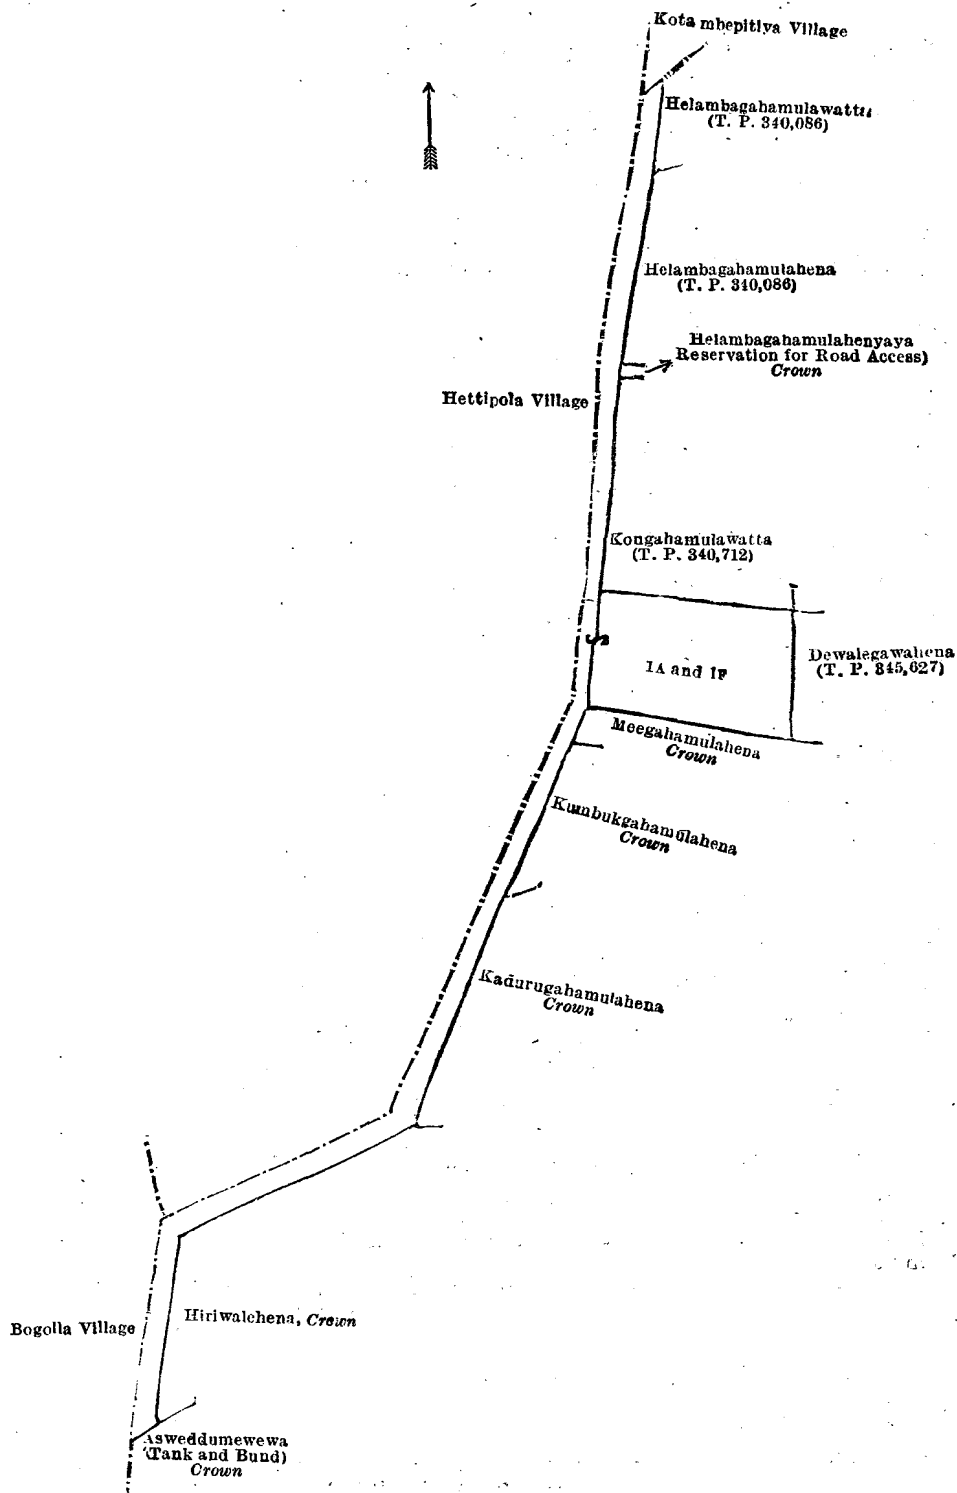 Kotambepitiya Village
Helambagahamulawatta
(T. P. 340,086)
Helambagahamulahena
(T. P. 340,086)
Helambagahamulahenyaya
Reservation for Road Access)
Crown
Hettipola Village
Kongahamulawatta
(T. P. 340,712)
Dewalegawahena
(T. P. 345,627)
1A and 1F
Meegahamulahena
Crown
Kumbukgahamulahena
Crown
Kadurugahamulahena
Crown
Hiriwalehena, Crown
Bogolla Village
Asweddumewewa
(Tank and Bund)
Crown